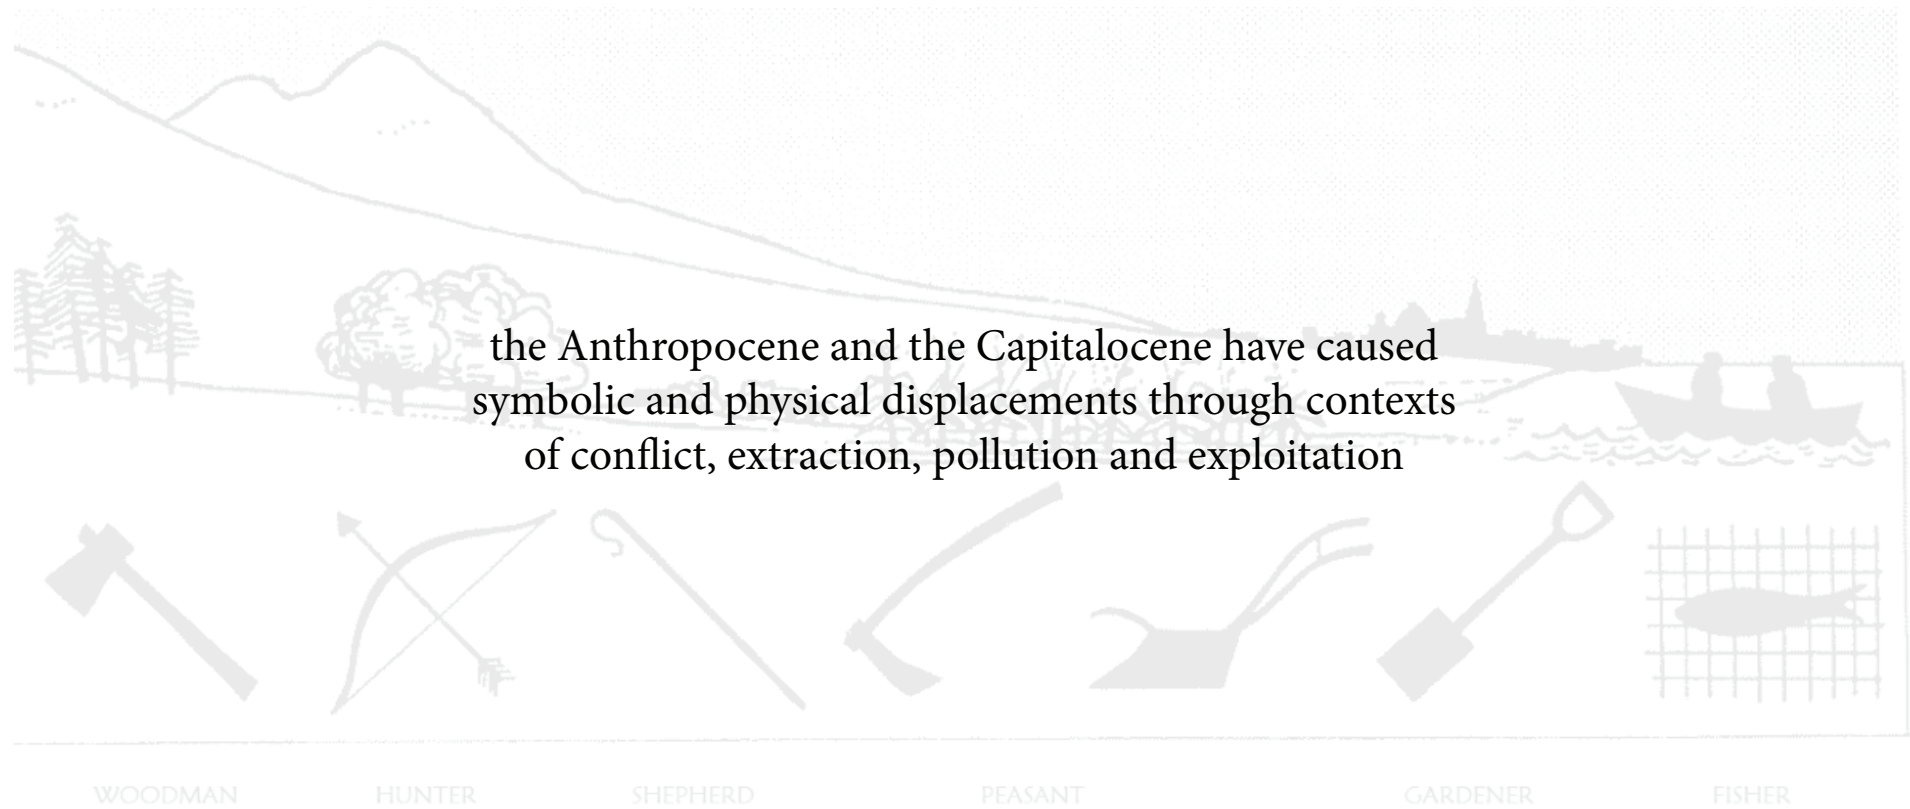 the Anthropocene and the Capitalocene have caused
symbolic and physical displacements through contexts
of conflict, extraction, pollution and exploitation
WOODMAN HUNTER SHEPHERD PEASANT GARDENER FISHER